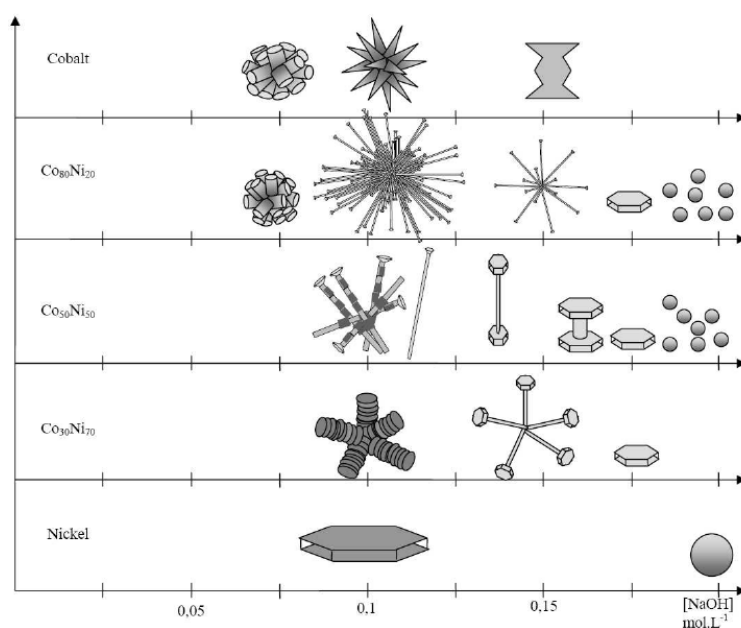 Cobalt
Co₈₀Ni₂₀
Co₅₀Ni₅₀
Co₃₀Ni₇₀
Nickel
0,05 0,1 0,15 [NaOH]
mol.L⁻¹